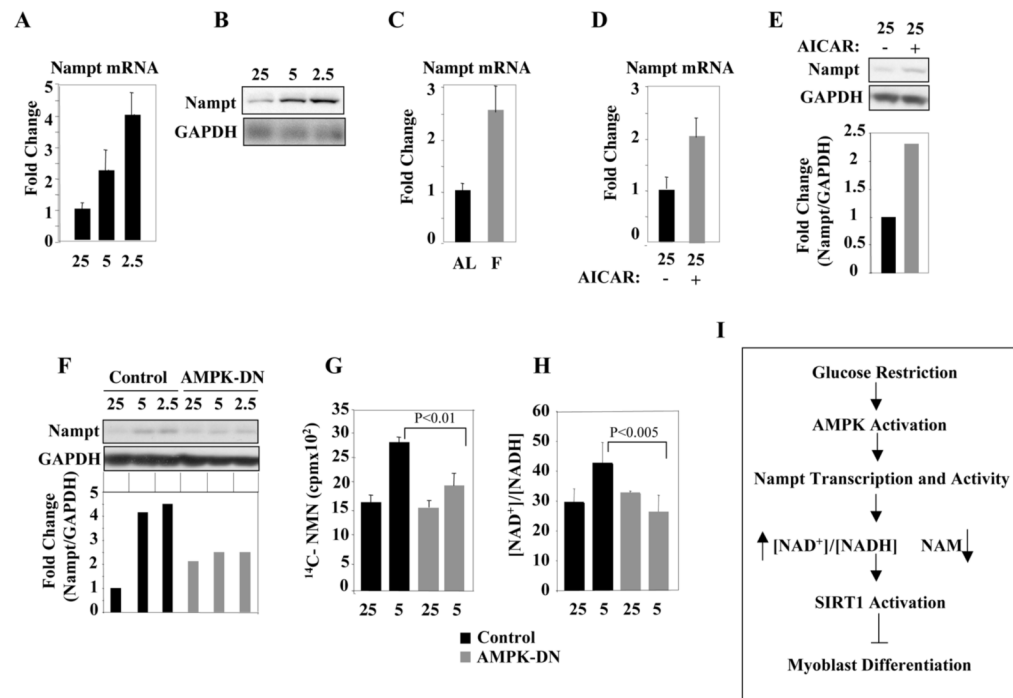 A
Nampt mRNA
Fold Change
5
4
3
2
1
0
25 5 2.5
B
25 5 2.5
Nampt
GAPDH
C
Nampt mRNA
Fold Change
3
2
1
0
AL F
D
Nampt mRNA
Fold Change
3
2
1
0
25 25
AICAR: - +
E
25 25
AICAR: - +
Nampt
GAPDH
Fold Change
(Nampt/GAPDH)
2.5
2
1.5
1
0.5
0
F
Control AMPK-DN
25 5 2.5 25 5 2.5
Nampt
GAPDH
Fold Change
(Nampt/GAPDH)
5
4
3
2
1
0
G
¹⁴C- NMN (cpmx10²)
35
30
25
20
15
10
5
0
P<0.01
25 5 25 5
H
[NAD⁺]/[NADH]
60
50
40
30
20
10
0
P<0.005
25 5 25 5
Control
AMPK-DN
I
Glucose Restriction
AMPK Activation
Nampt Transcription and Activity
[NAD⁺]/[NADH] NAM
SIRT1 Activation
Myoblast Differentiation